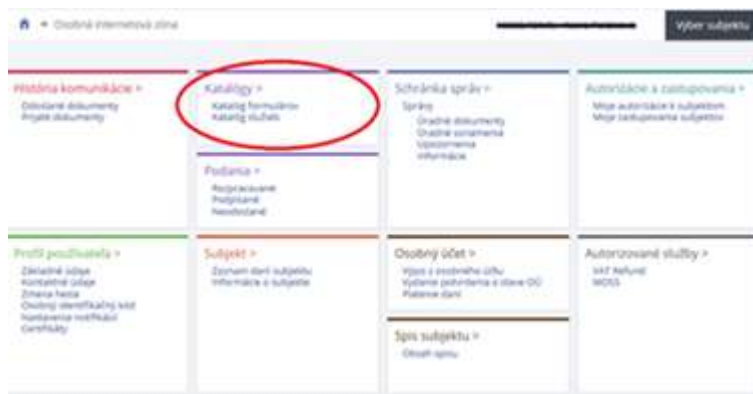 Osobná internetová zóna
Výber subjektu
História komunikácie >
Odoslané dokumenty
Prijaté dokumenty
Katalógy >
Katalóg formulárov
Katalóg služieb
Podania >
Rozpracované
Podpísané
Neodoslané
Schránka správ >
Správy
Úradné dokumenty
Úradné oznámenia
Upozornenia
Informácie
Autorizácie a zastupovania >
Moje autorizácie k subjektom
Moje zastupovania subjektov
Profil používateľa >
Základné údaje
Kontaktné údaje
Zmena hesla
Osobný identifikačný kód
Nastavenia notifikácií
Certifikáty
Subjekt >
Zoznam daní subjektu
Informácie o subjekte
Osobný účet >
Výpis z osobného účtu
Vydanie potvrdenia o stave OÚ
Platenie daní
Spis subjektu >
Obsah spisu
Autorizované služby >
VAT Refund
MOSS